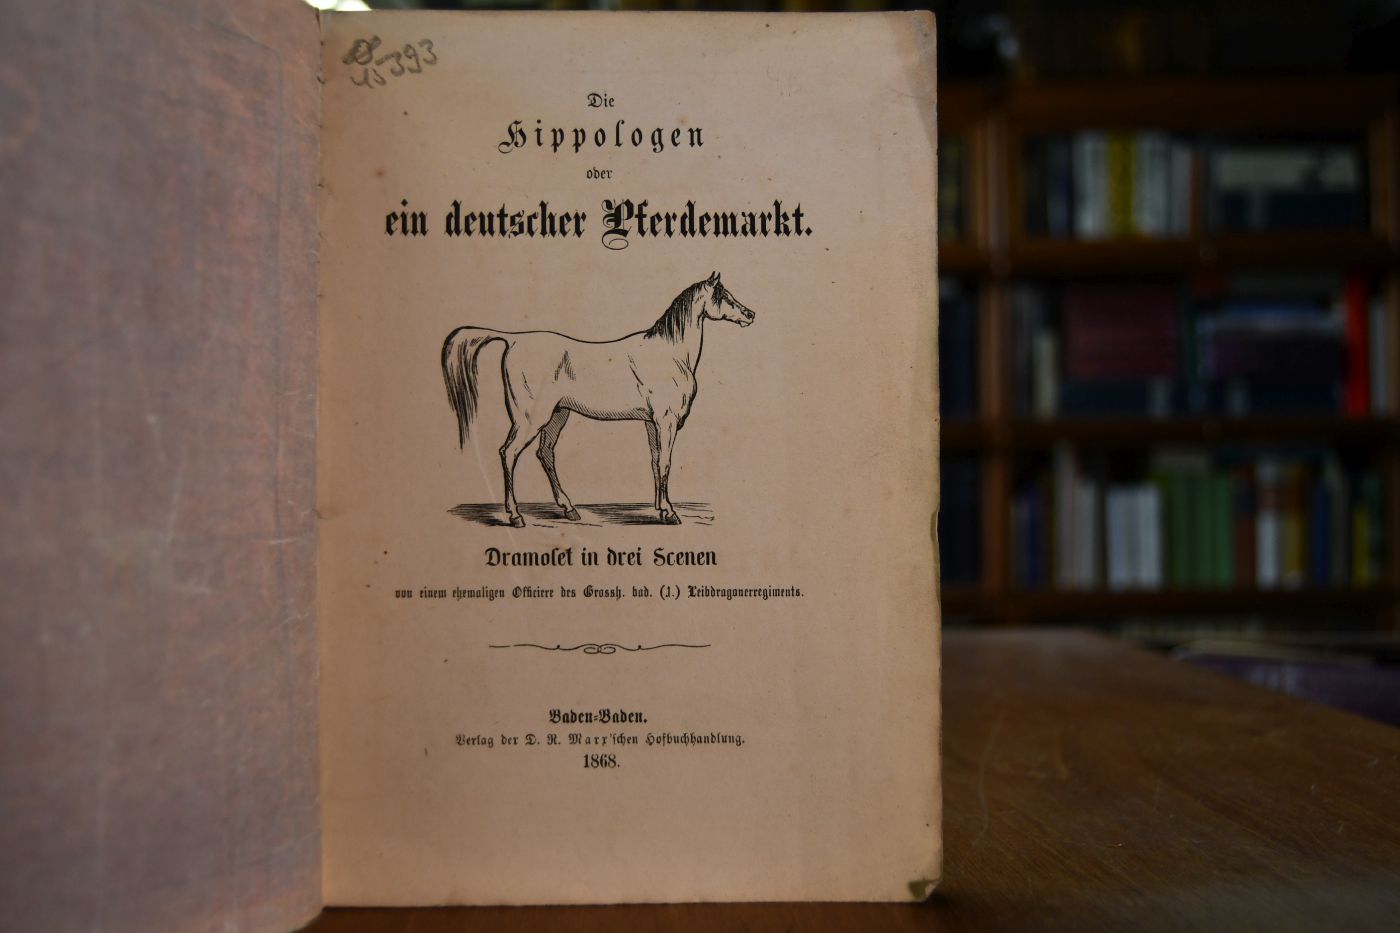 Die
Hippologen
oder
ein deutscher Pferdemarkt.
Dramolet in drei Scenen
von einem ehemaligen Officiere des Grossh. bad. (1.) Leibdragonerregiments.
Baden-Baden.
Verlag der D. R. Marx'schen Hofbuchhandlung.
1868.